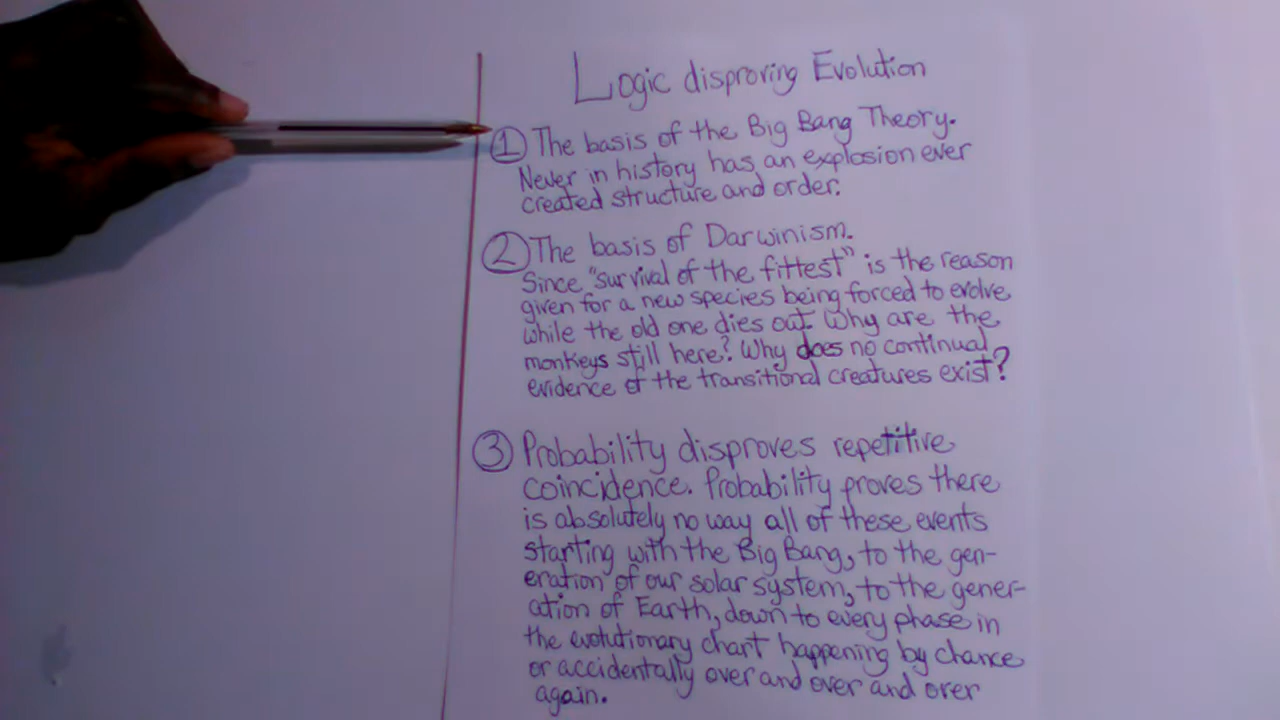 Logic disproving Evolution
① The basis of the Big Bang Theory.
Never in history has an explosion ever
created structure and order.
② The basis of Darwinism.
Since "survival of the fittest" is the reason
given for a new species being forced to evolve
while the old one dies out. Why are the
monkeys still here? Why does no continual
evidence of the transitional creatures exist?
③ Probability disproves repetitive
coincidence. Probability proves there
is absolutely no way all of these events
starting with the Big Bang, to the gen-
eration of our solar system, to the gener-
ation of Earth, down to every phase in
the evolutionary chart happening by chance
or accidentally over and over and over
again.